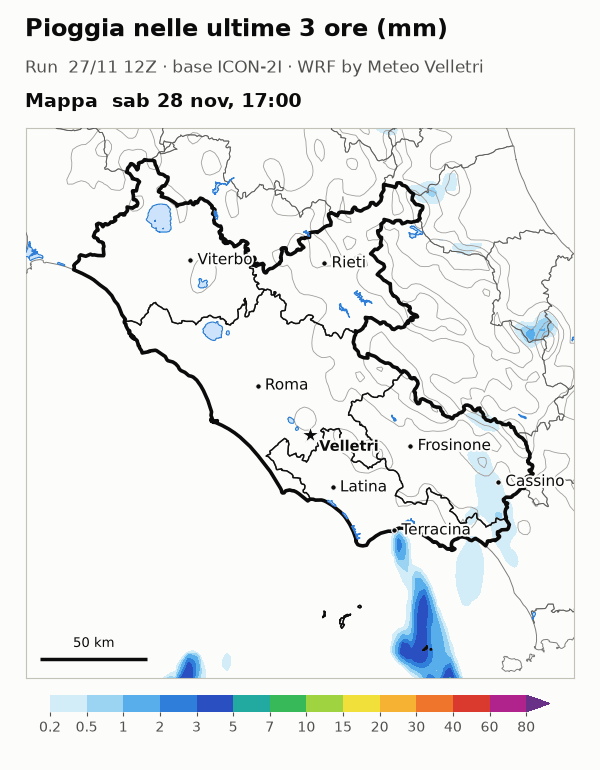 Pioggia nelle ultime 3 ore (mm)
Run  27/11 12Z · base ICON-2I · WRF by Meteo Velletri
Mappa  sab 28 nov, 17:00
Viterbo
Rieti
Roma
Velletri
Frosinone
Cassino
Latina
Terracina
50 km
0.2 0.5 1 2 3 5 7 10 15 20 30 40 60 80